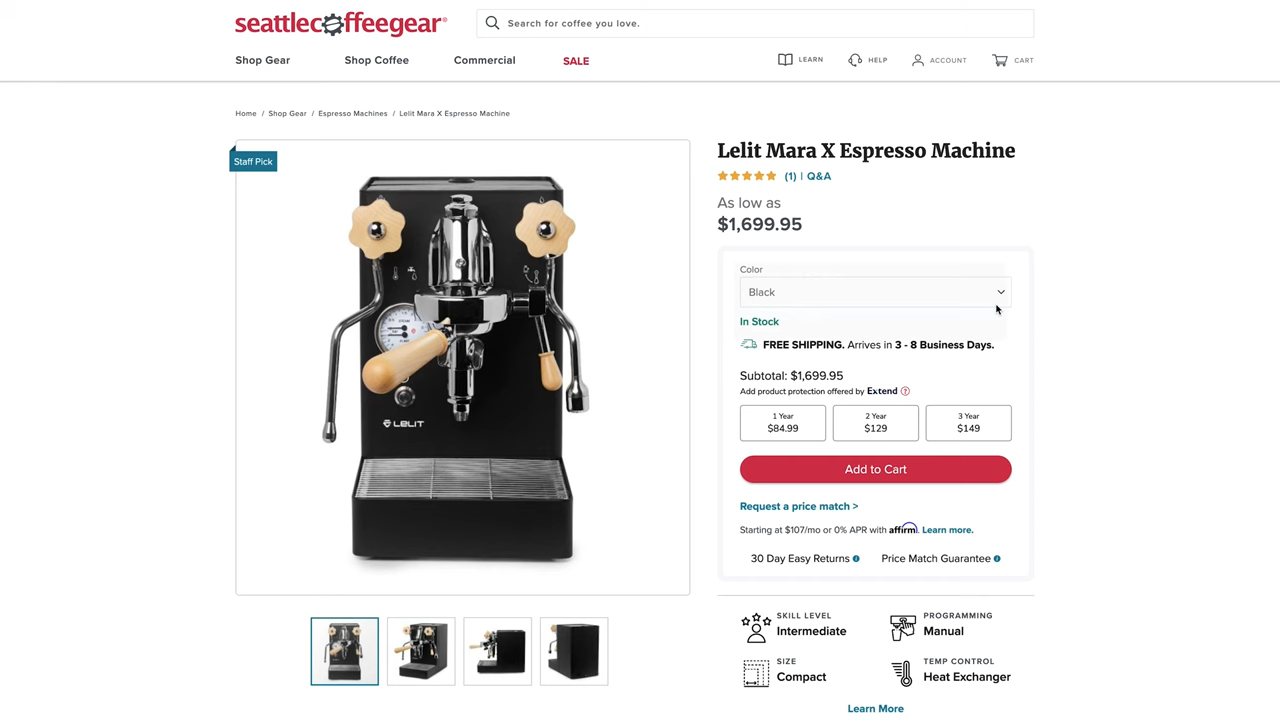 seattlecoffeegear®
Search for coffee you love.
Shop Gear
Shop Coffee
Commercial
SALE
LEARN
HELP
ACCOUNT
CART
Home / Shop Gear / Espresso Machines / Lelit Mara X Espresso Machine
Staff Pick
LELIT
Lelit Mara X Espresso Machine
(1) | Q&A
As low as
$1,699.95
Color
Black
In Stock
FREE SHIPPING. Arrives in 3 - 8 Business Days.
Subtotal: $1,699.95
Add product protection offered by Extend ?
1 Year
$84.99
2 Year
$129
3 Year
$149
Add to Cart
Request a price match >
Starting at $107/mo or 0% APR with affirm. Learn more.
30 Day Easy Returns
Price Match Guarantee
SKILL LEVEL
Intermediate
PROGRAMMING
Manual
SIZE
Compact
TEMP CONTROL
Heat Exchanger
Learn More